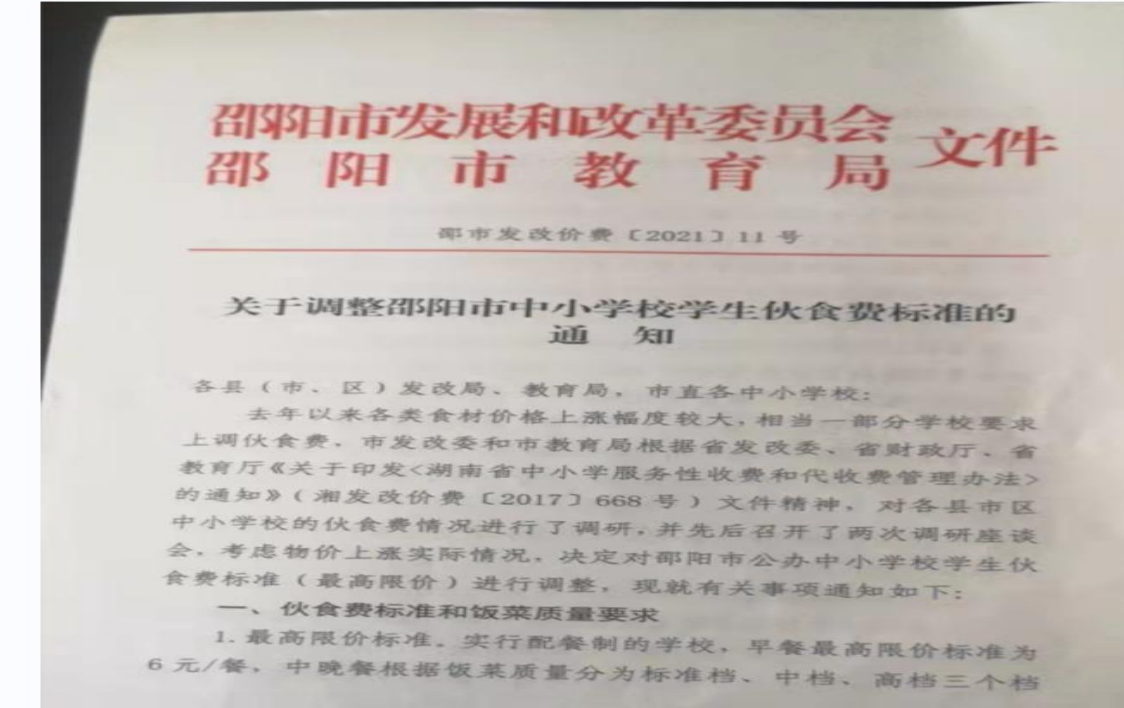 邵阳市发展和改革委员会
邵阳市教育局
文件
邵市发改价费〔2021〕11号
关于调整邵阳市中小学校学生伙食费标准的
通知
各县（市、区）发改局、教育局，市直各中小学校：
去年以来各类食材价格上涨幅度较大，相当一部分学校要求
上调伙食费，市发改委和市教育局根据省发改委、省财政厅、省
教育厅《关于印发<湖南省中小学服务性收费和代收费管理办法>
的通知》（湘发改价费〔2017〕668号）文件精神，对各县市区
中小学校的伙食费情况进行了调研，并先后召开了两次调研座谈
会，考虑物价上涨实际情况，决定对邵阳市公办中小学校学生伙
食费标准（最高限价）进行调整，现就有关事项通知如下：
一、伙食费标准和饭菜质量要求
1.最高限价标准。实行配餐制的学校，早餐最高限价标准为
6元/餐，中晚餐根据饭菜质量分为标准档、中档、高档三个档